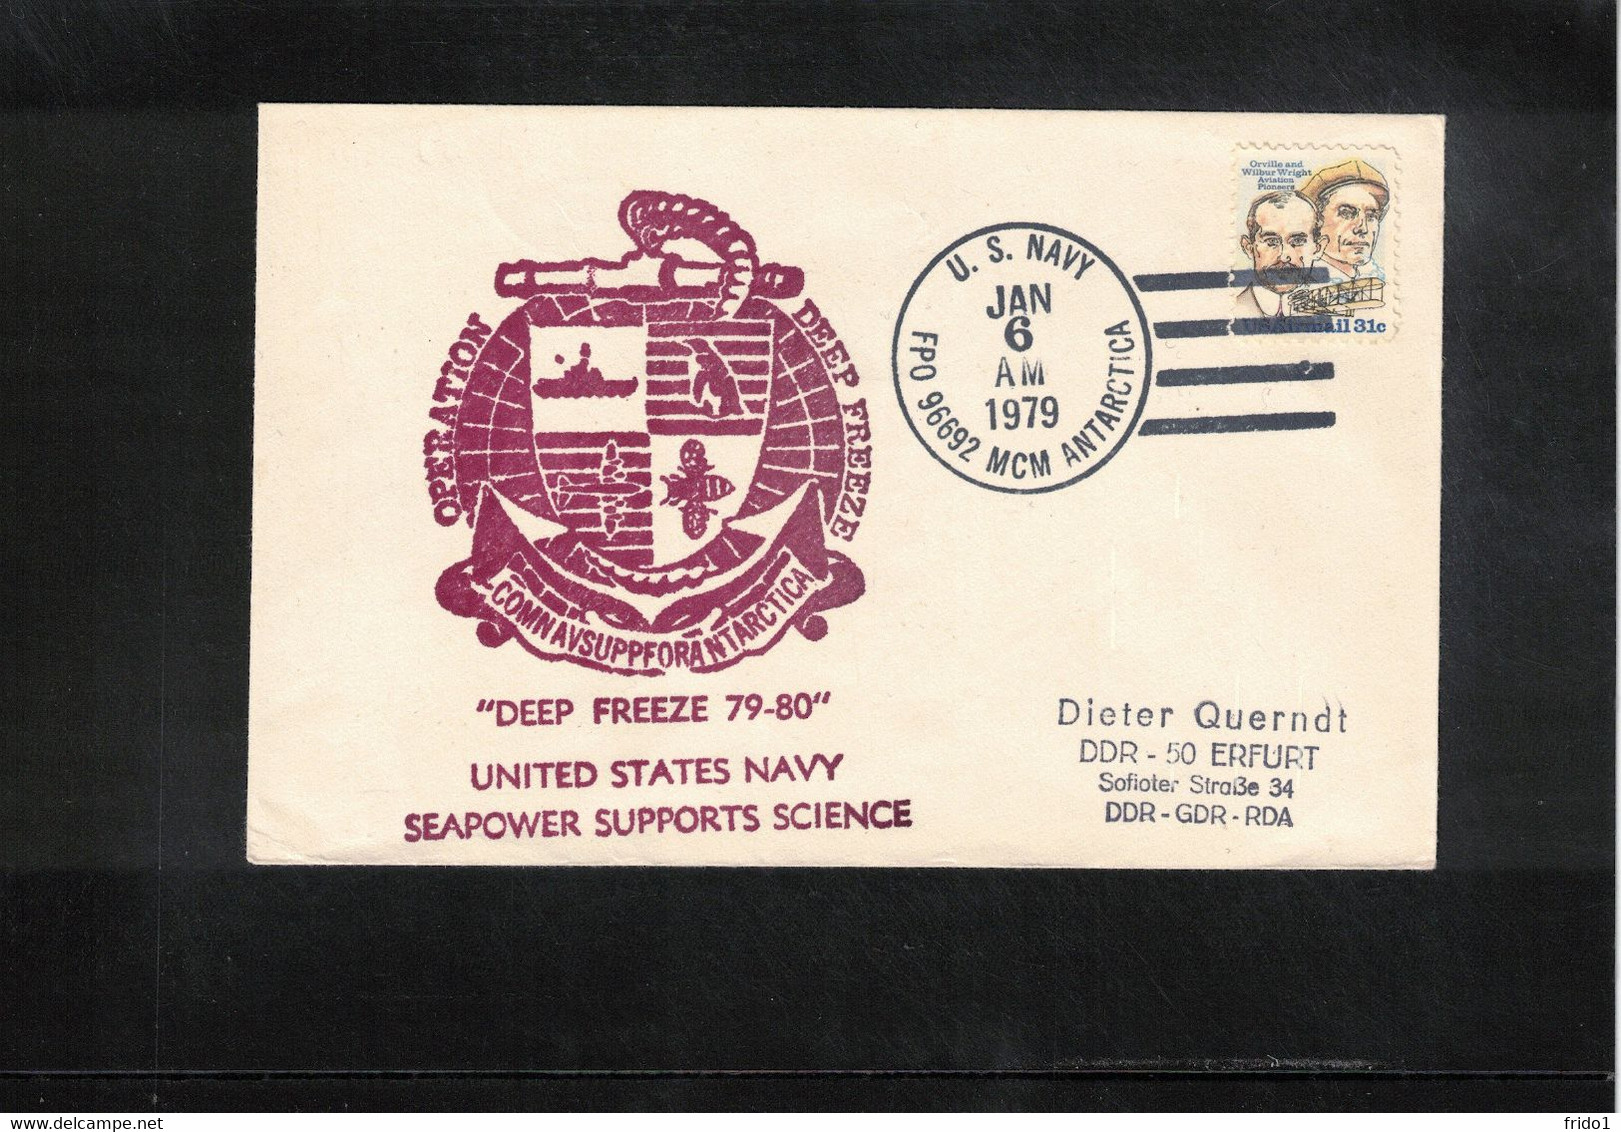 Orville and
Wilbur Wright
Aviation
Pioneers
US Airmail 31c
U. S. NAVY
JAN
6
AM
1979
FPO 96692 MCM ANTARCTICA
OPERATION DEEP FREEZE
COMNAVSUPPFORANTARCTICA
"DEEP FREEZE 79-80"
UNITED STATES NAVY
SEAPOWER SUPPORTS SCIENCE
Dieter Querndt
DDR - 50 ERFURT
Sofioter Straße 34
DDR - GDR - RDA
delcampe.net
frido1